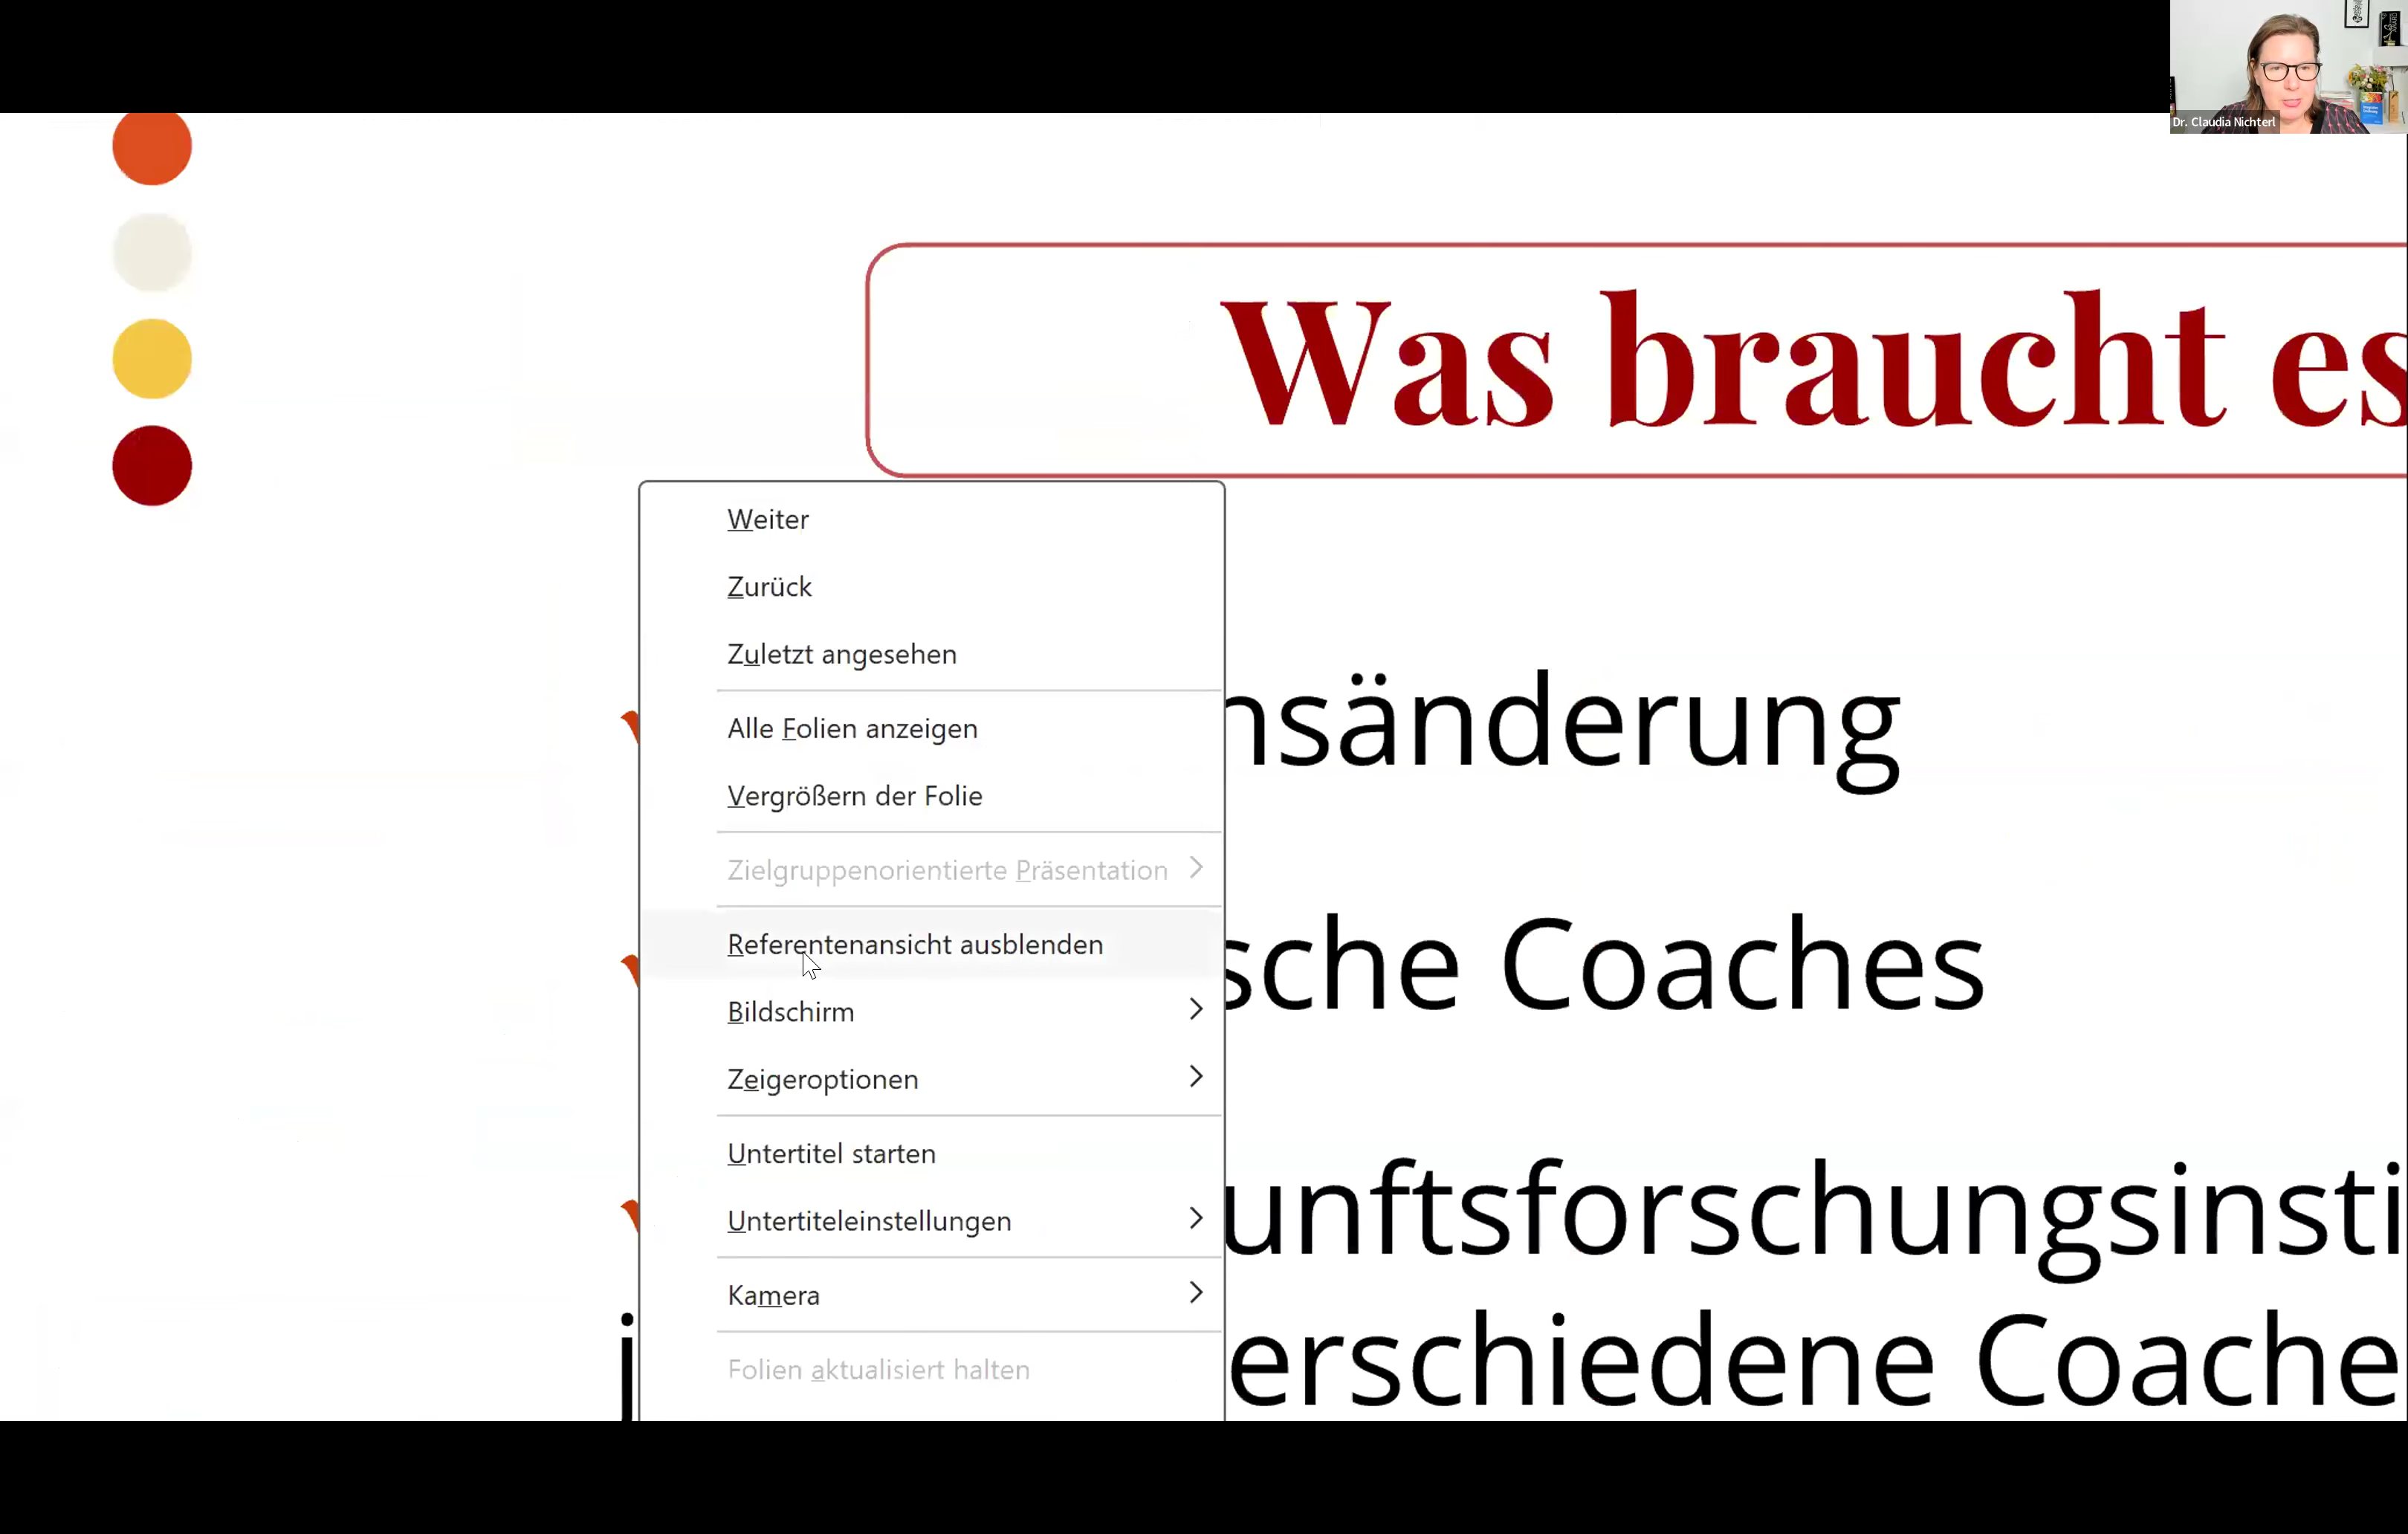 Dr. Claudia Nichterl
Was braucht es
Weiter
Zurück
Zuletzt angesehen
Alle Folien anzeigen
Vergrößern der Folie
Zielgruppenorientierte Präsentation
Referentenansicht ausblenden
Bildschirm
Zeigeroptionen
Untertitel starten
Untertiteleinstellungen
Kamera
Folien aktualisiert halten
nsänderung
sche Coaches
unftsforschungsinsti
j erschiedene Coache